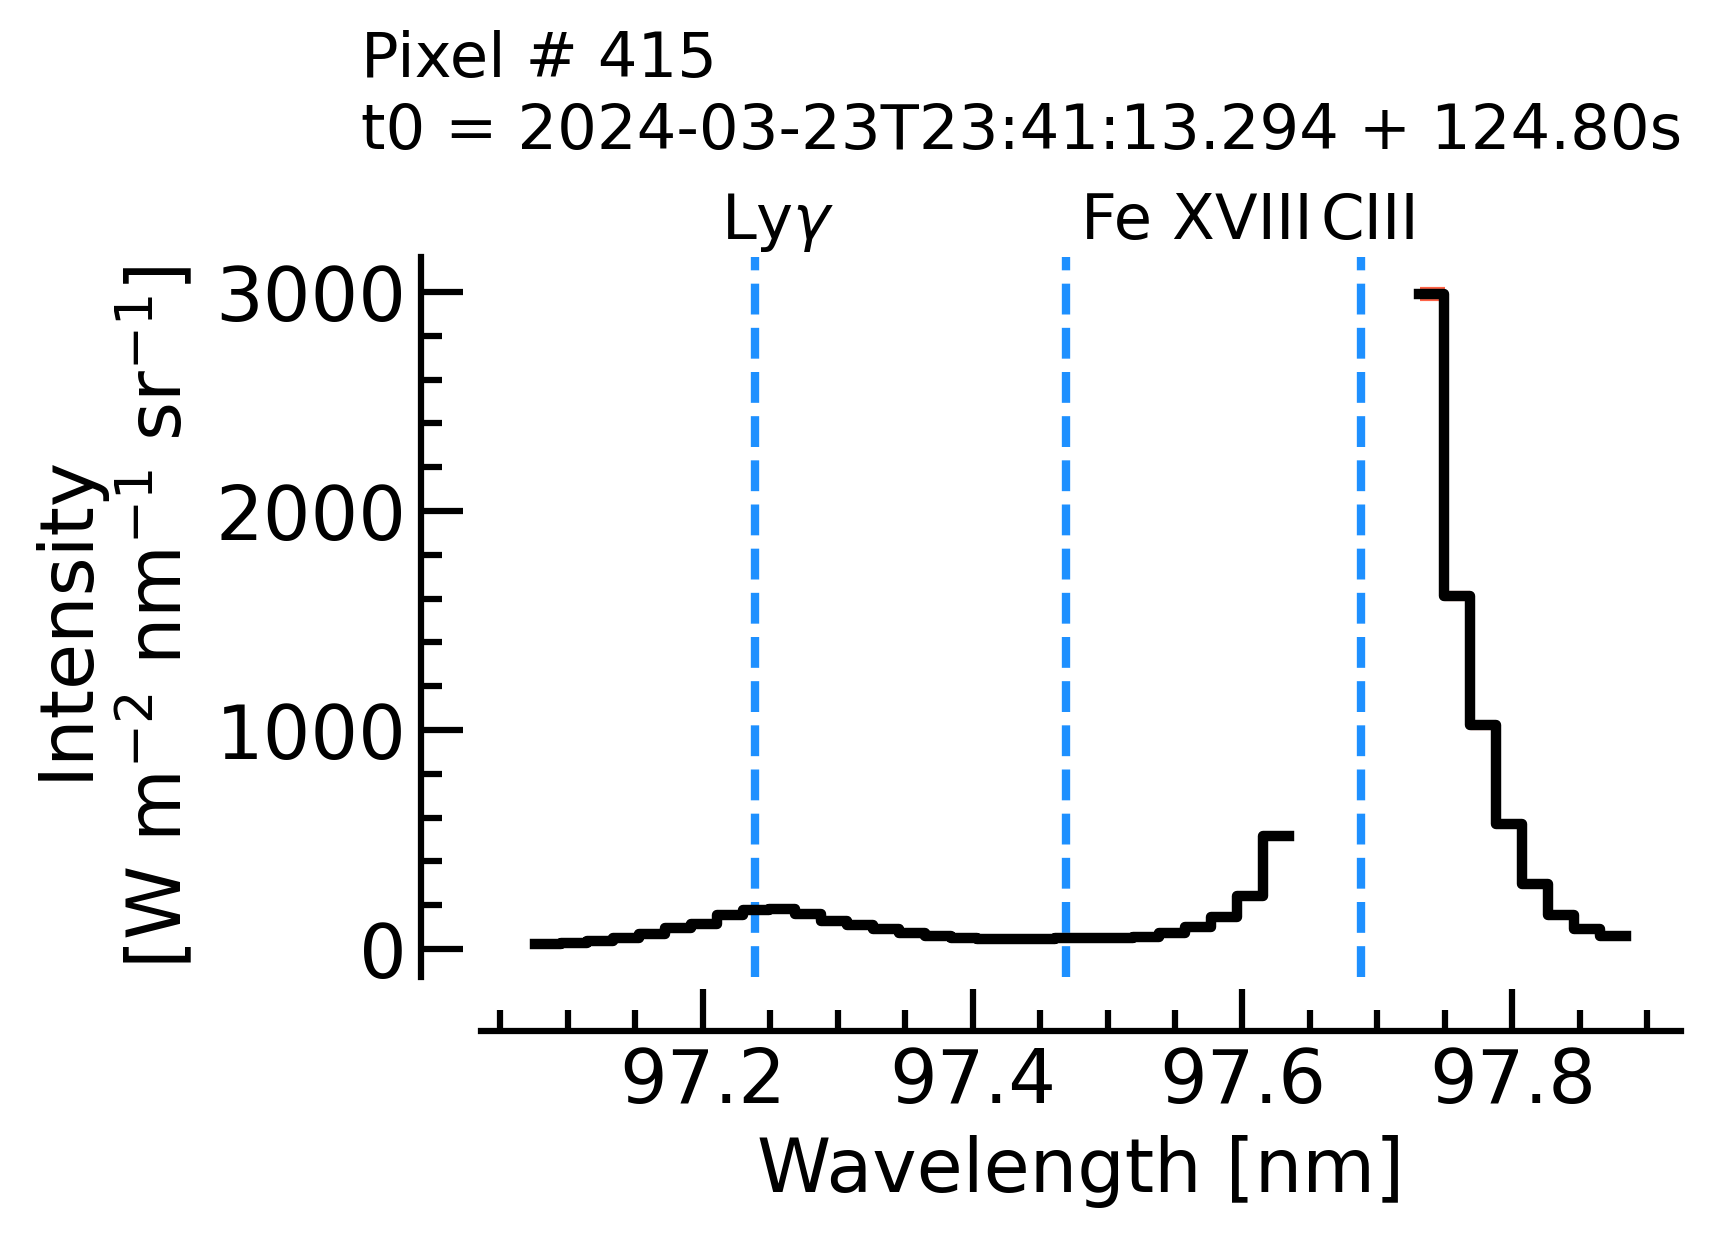 Pixel # 415
t0 = 2024-03-23T23:41:13.294 + 124.80s
Lyγ Fe XVIII CIII
Intensity
[W m⁻² nm⁻¹ sr⁻¹]
3000
2000
1000
0
97.2 97.4 97.6 97.8
Wavelength [nm]